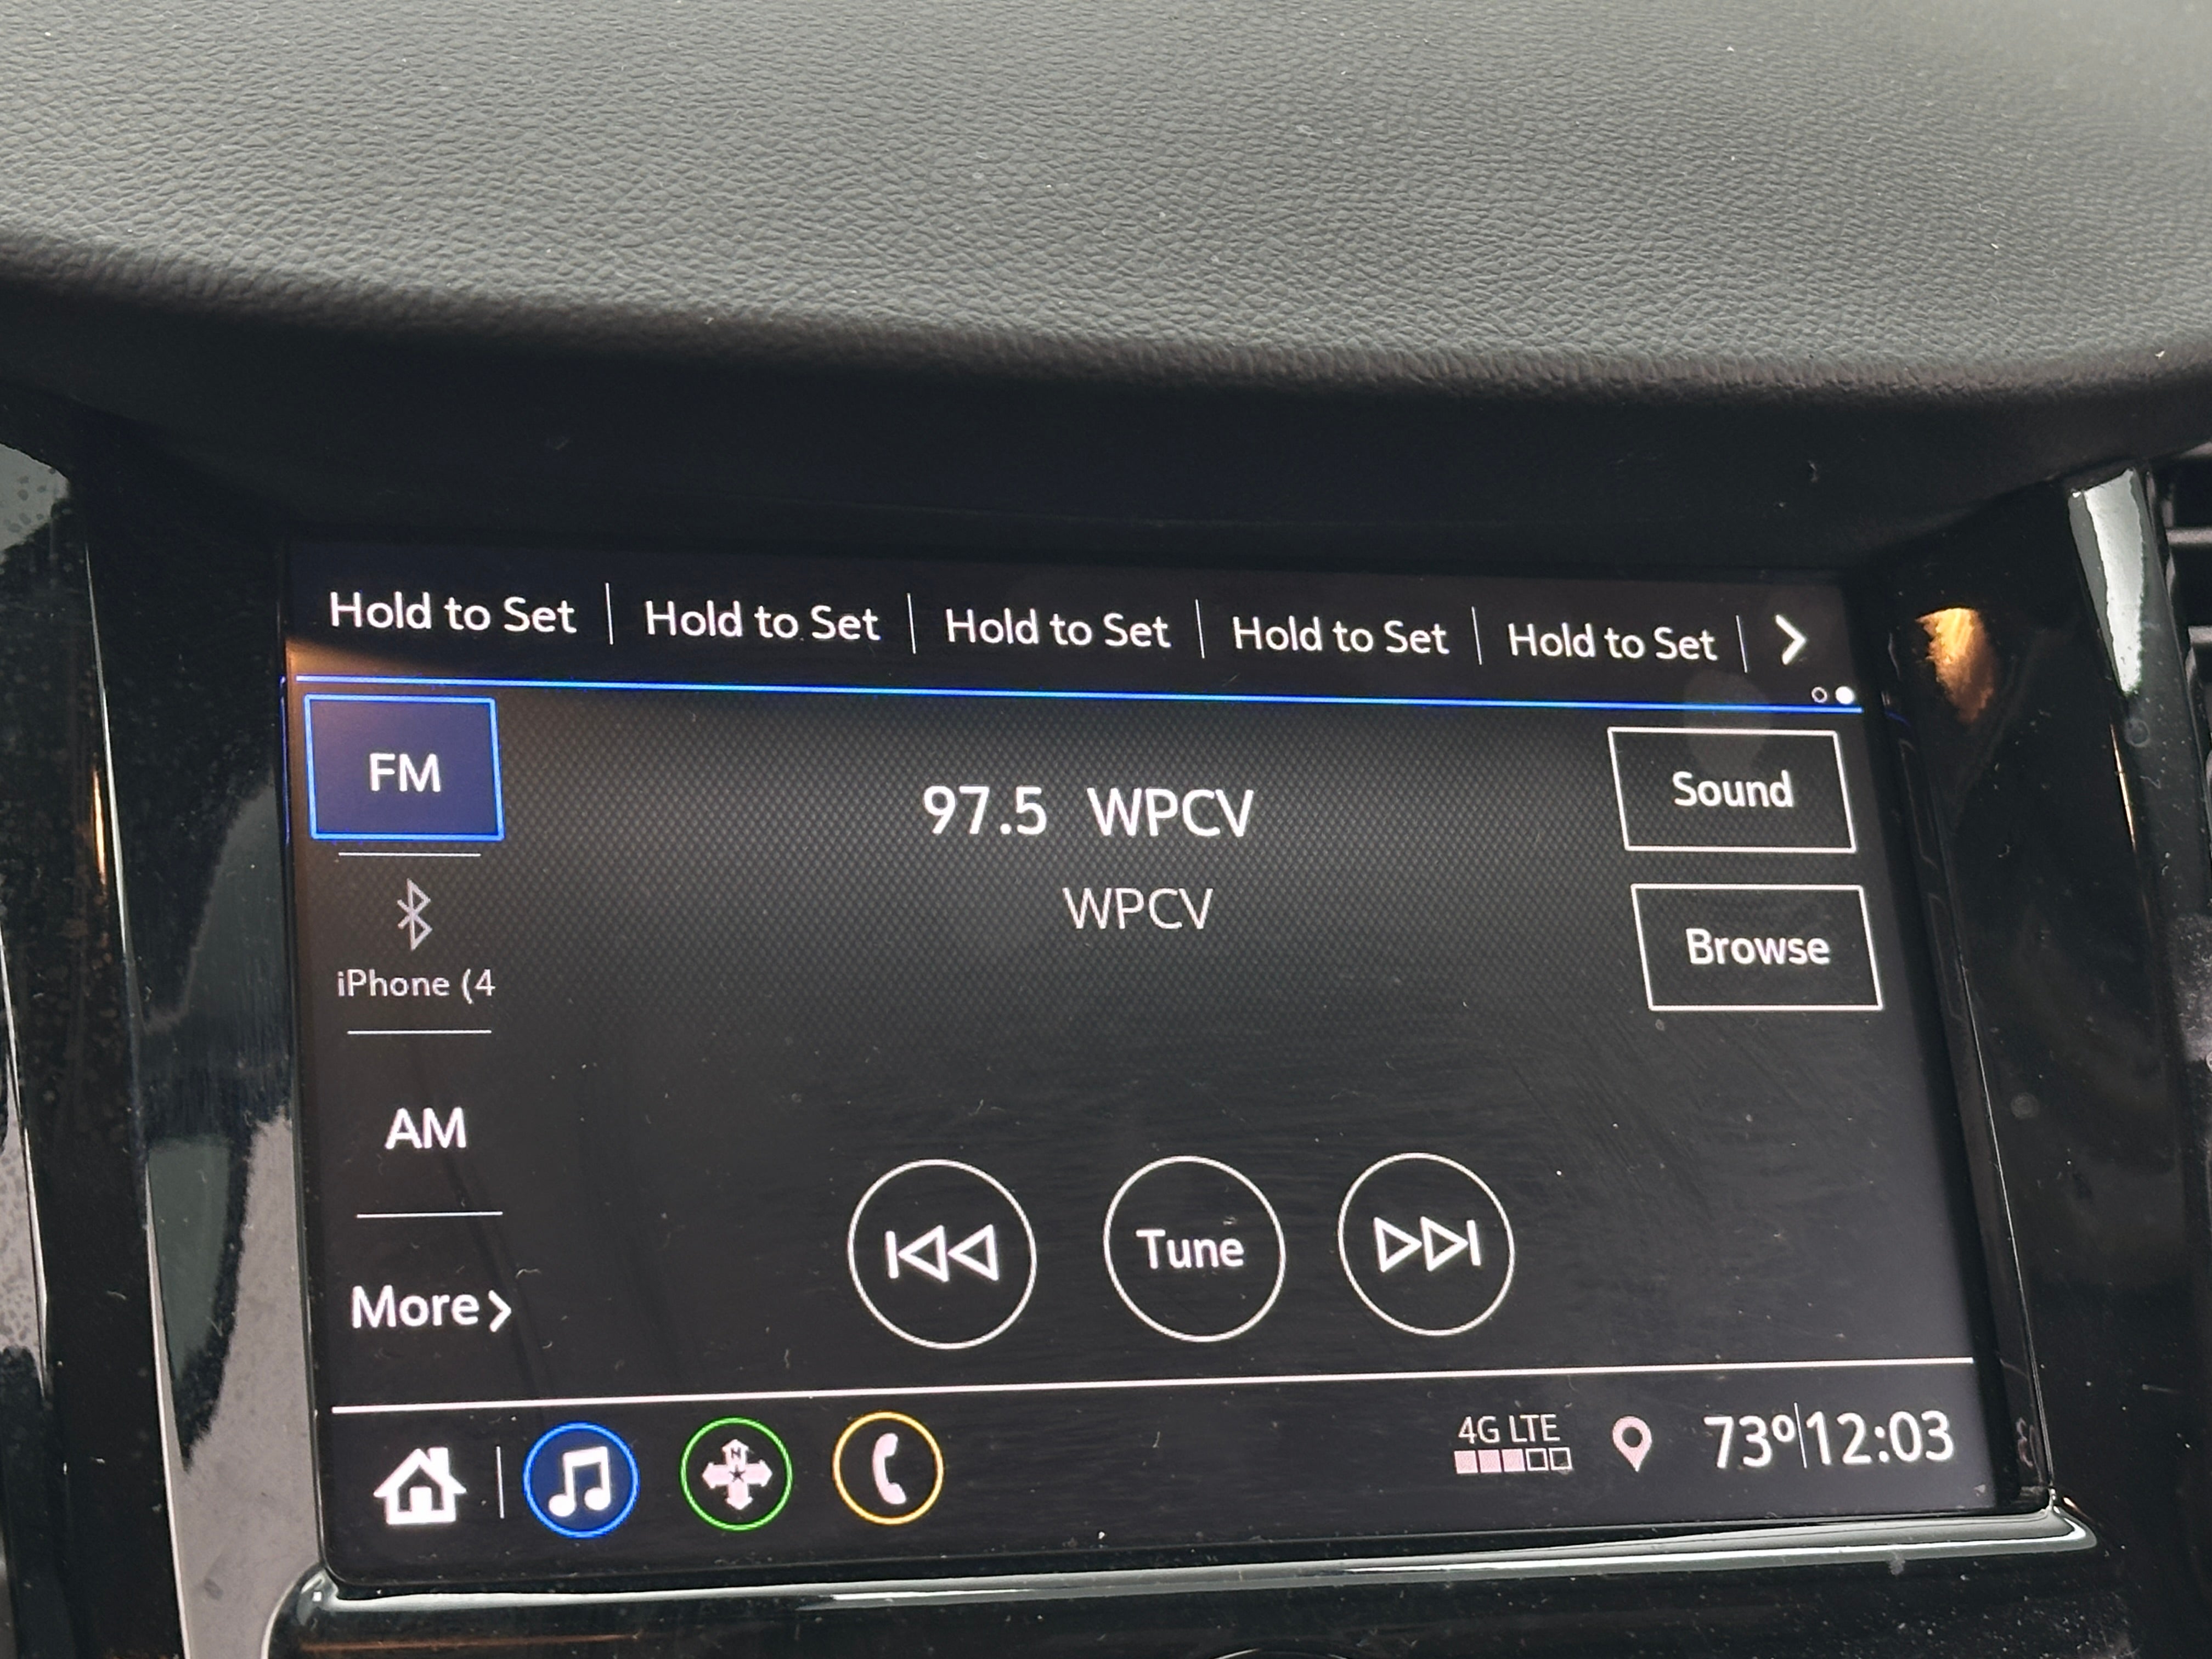 Hold to Set Hold to Set Hold to Set Hold to Set Hold to Set
FM
97.5 WPCV
Sound
WPCV
Browse
iPhone (4
AM
Tune
More
N
4G LTE
73° 12:03